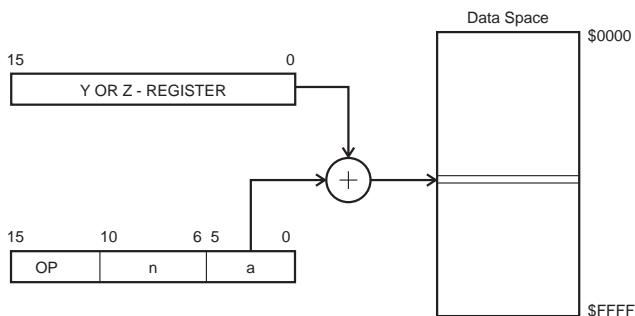 Data Space
$0000
15 0
Y OR Z - REGISTER
+
15 10 6 5 0
OP n a
$FFFF